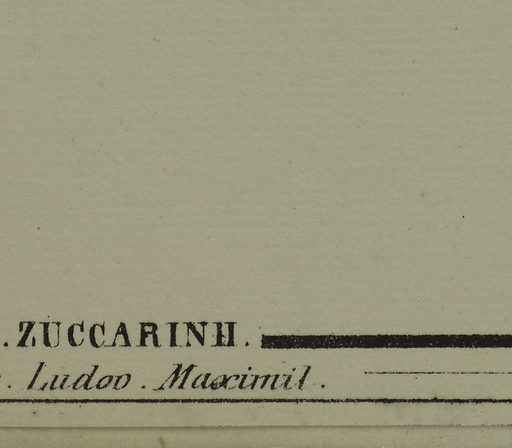 . ZUCCARINII.
. Ludov. Maximil.